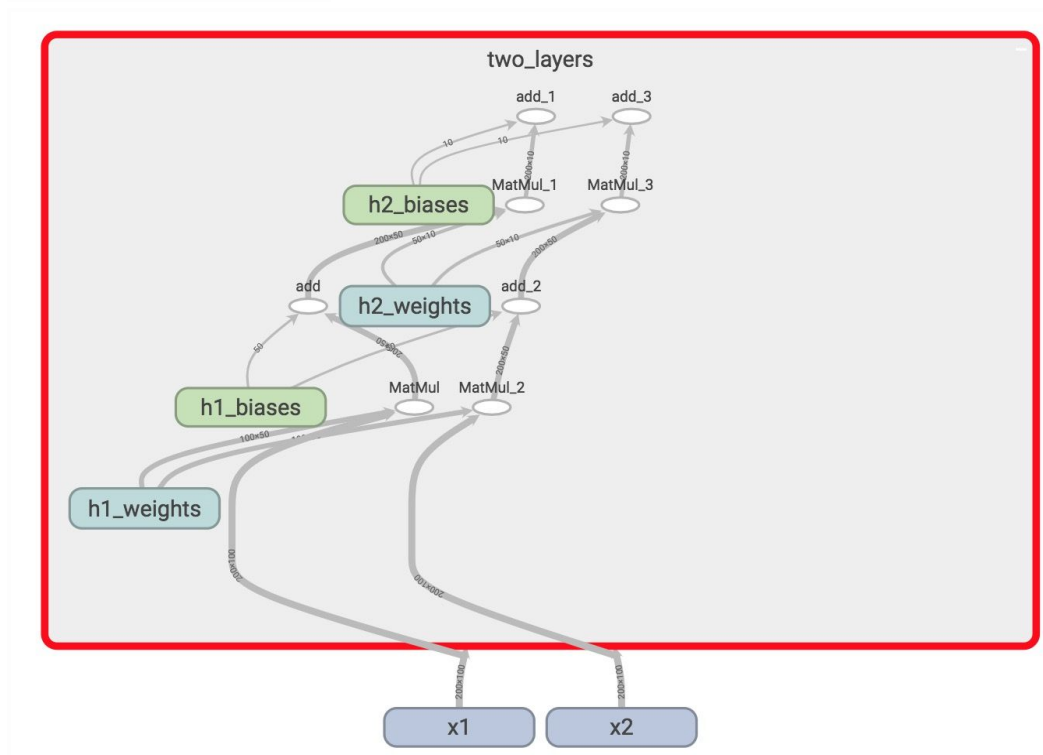 two_layers
add_1
add_3
10
10
200×10
200×10
MatMul_1
MatMul_3
h2_biases
200×50
50×10
50×10
200×50
add
h2_weights
add_2
50
200×50
200×50
MatMul
MatMul_2
h1_biases
100×50
h1_weights
200×100
200×100
200×100
200×100
x1
x2